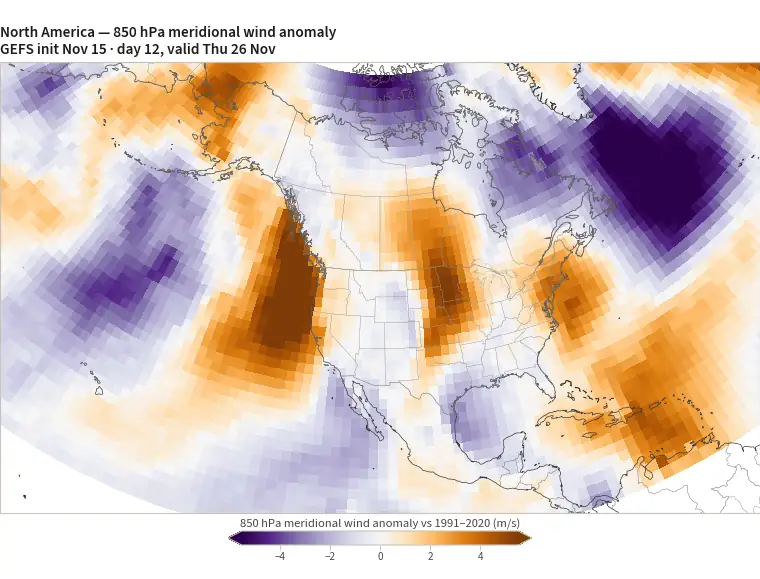 North America — 850 hPa meridional wind anomaly
GEFS init Nov 15 · day 12, valid Thu 26 Nov
850 hPa meridional wind anomaly vs 1991–2020 (m/s)
−4 −2 0 2 4